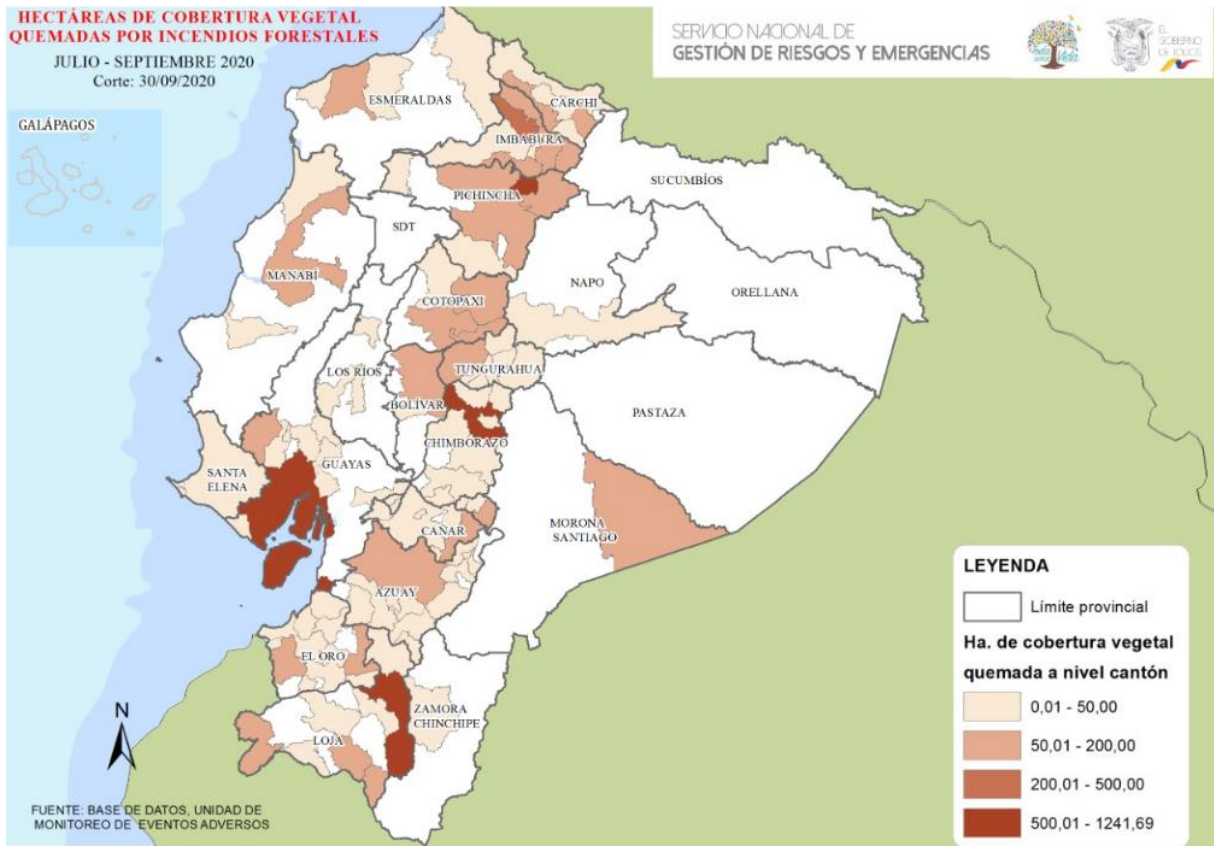 HECTÁREAS DE COBERTURA VEGETAL
QUEMADAS POR INCENDIOS FORESTALES
JULIO - SEPTIEMBRE 2020
Corte: 30/09/2020
SERVICIO NACIONAL DE
GESTIÓN DE RIESGOS Y EMERGENCIAS
EL
GOBIERNO
DE TODOS
GALÁPAGOS
ESMERALDAS
CARCHI
IMBABURA
SUCUMBÍOS
PICHINCHA
SDT
MANABÍ
NAPO
ORELLANA
COTOPAXI
LOS RÍOS
TUNGURAHUA
BOLÍVAR
PASTAZA
CHIMBORAZO
GUAYAS
SANTA
ELENA
CAÑAR
MORONA
SANTIAGO
AZUAY
EL ORO
ZAMORA
CHINCHIPE
LOJA
N
LEYENDA
Límite provincial
Ha. de cobertura vegetal
quemada a nivel cantón
0,01 - 50,00
50,01 - 200,00
200,01 - 500,00
500,01 - 1241,69
FUENTE: BASE DE DATOS, UNIDAD DE
MONITOREO DE EVENTOS ADVERSOS